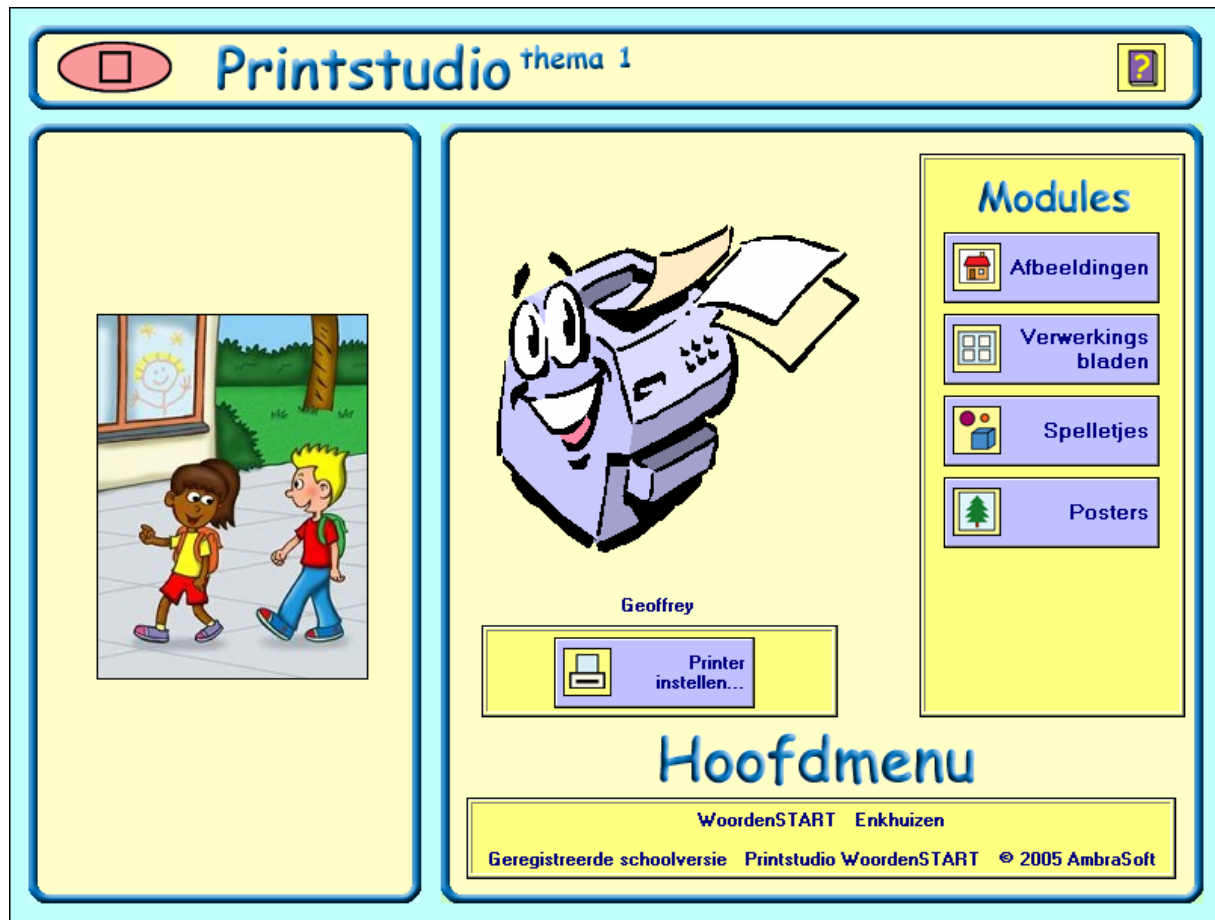 Printstudio thema 1
?
Modules
Afbeeldingen
Verwerkings
bladen
Spelletjes
Posters
Geoffrey
Printer
instellen...
Hoofdmenu
WoordenSTART Enkhuizen
Geregistreerde schoolversie Printstudio WoordenSTART © 2005 AmbraSoft